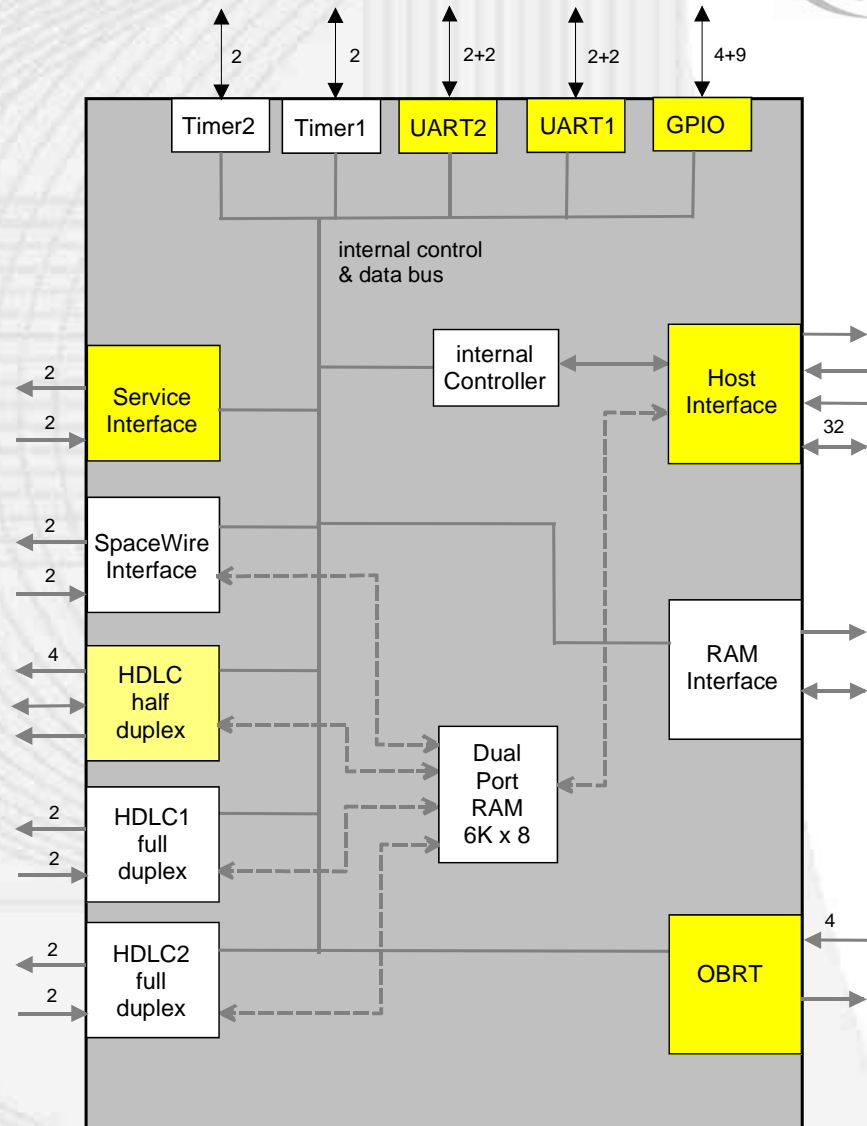 2
2
2+2
2+2
4+9
Timer2
Timer1
UART2
UART1
GPIO
internal control
& data bus
internal
Controller
Host
Interface
32
2
Service
Interface
2
2
SpaceWire
Interface
2
4
HDLC
half
duplex
RAM
Interface
Dual
Port
RAM
6K x 8
2
HDLC1
full
duplex
2
2
HDLC2
full
duplex
2
4
OBRT